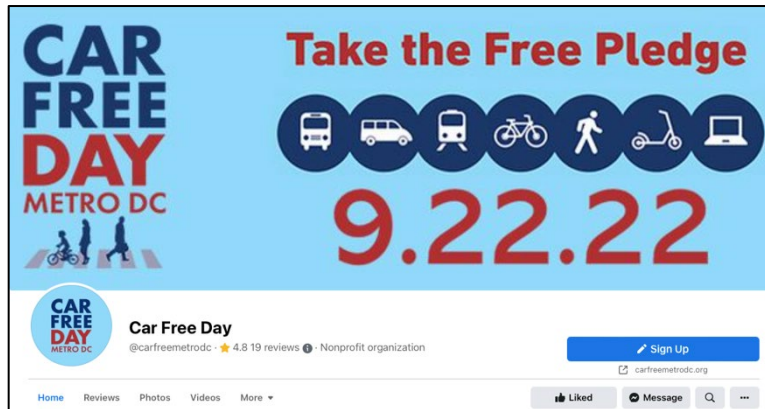 CAR
FREE
DAY
METRO DC
Take the Free Pledge
9.22.22
CAR
FREE
DAY
METRO DC
Car Free Day
@carfreemetrodc · 4.8 19 reviews · Nonprofit organization
Sign Up
carfreemetrodc.org
Home Reviews Photos Videos More
Liked Message